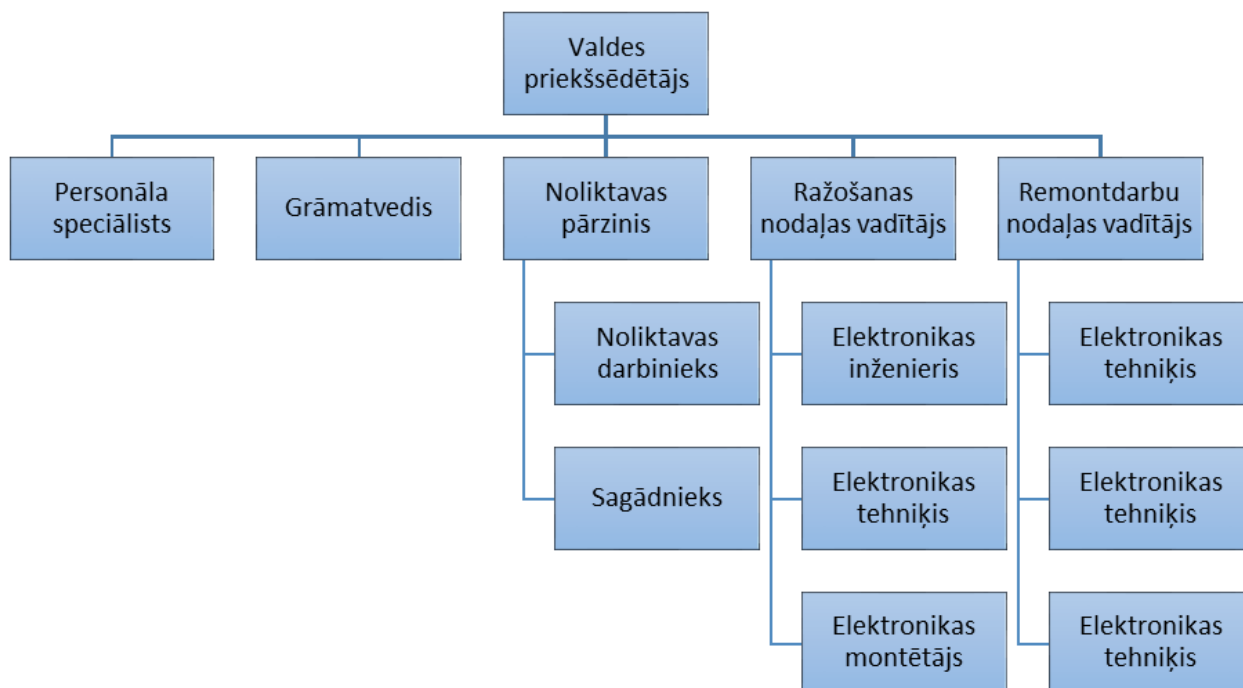 Valdes
priekšsēdētājs
Personāla
speciālists
Grāmatvedis
Noliktavas
pārzinis
Ražošanas
nodaļas vadītājs
Remontdarbu
nodaļas vadītājs
Noliktavas
darbinieks
Elektronikas
inženieris
Elektronikas
tehniķis
Sagādnieks
Elektronikas
tehniķis
Elektronikas
tehniķis
Elektronikas
montētājs
Elektronikas
tehniķis